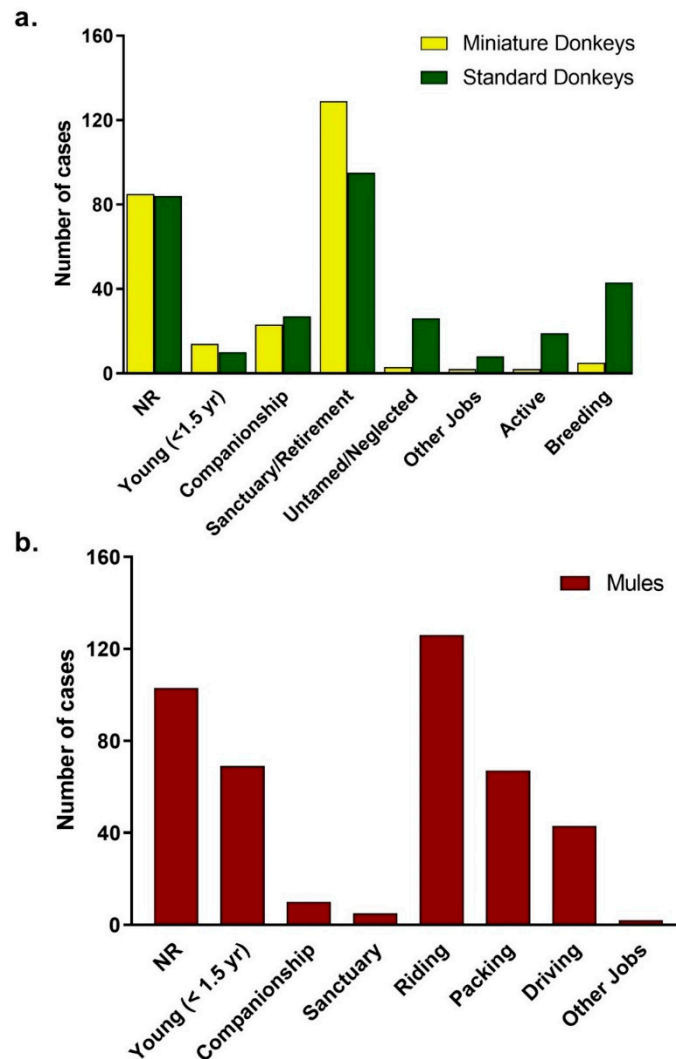 a.
160
Miniature Donkeys
Standard Donkeys
120
80
40
0
Number of cases
NR
Young (<1.5 yr)
Companionship
Sanctuary/Retirement
Untamed/Neglected
Other Jobs
Active
Breeding
b.
160
Mules
120
80
40
0
Number of cases
NR
Young (< 1.5 yr)
Companionship
Sanctuary
Riding
Packing
Driving
Other Jobs